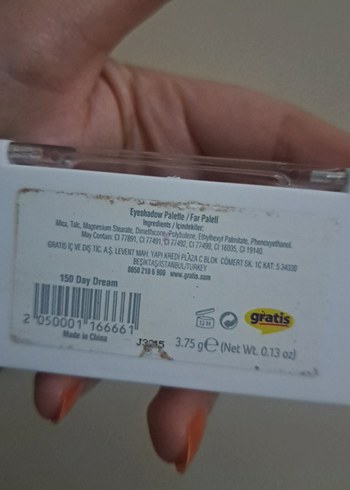 Eyeshadow Palette / Far Paleti
Ingredients / İçindekiler:
Mica, Talc, Magnesium Stearate, Dimethicone, Polybutene, Ethylhexyl Palmitate, Phenoxyethanol.
May Contain: CI 77891, CI 77491, CI 77492, CI 77499, CI 16035, CI 19140.
GRATİS İÇ VE DIŞ TİC. A.Ş. LEVENT MAH. YAPI KREDİ PLAZA C BLOK CÖMERT SK. 1C KAT: 5 34330
BEŞİKTAŞ/İSTANBUL/TURKEY
0850 210 6 900 www.gratis.com
150 Day Dream
2 050001 166661
Made in China
12 M
gratis
3.75 g e (Net Wt. 0.13 oz)